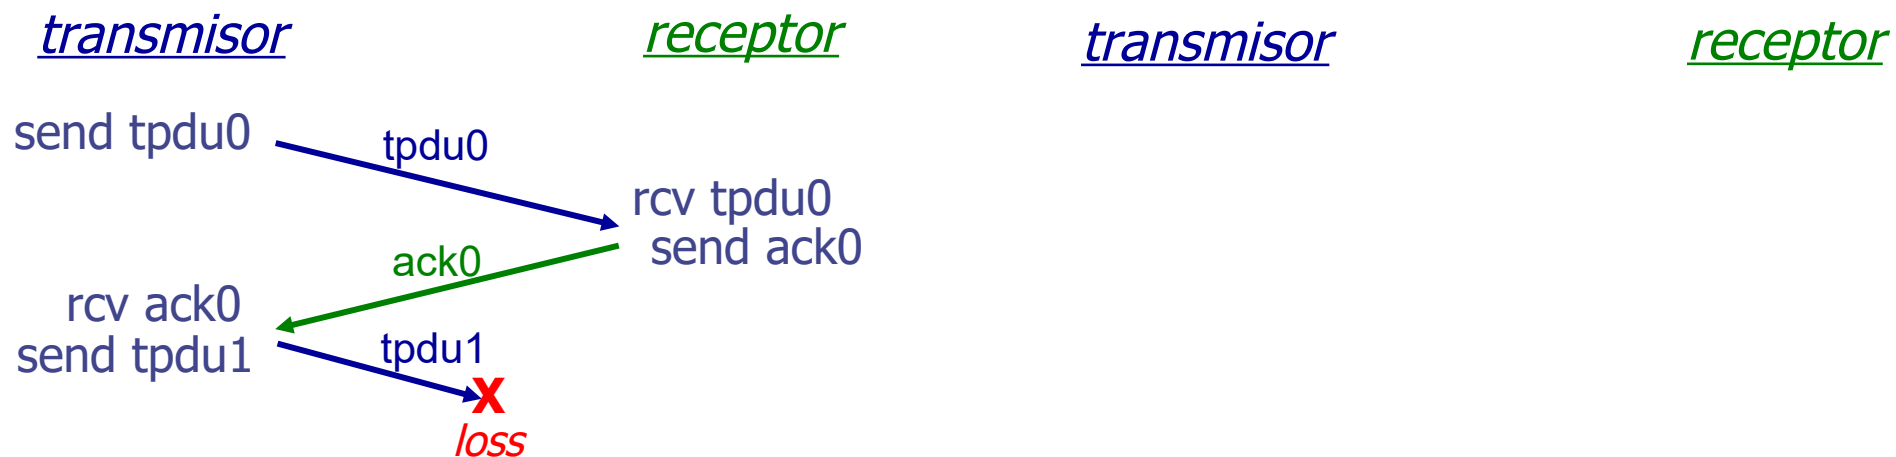 transmisor
receptor
transmisor
receptor
send tpdu0
tpdu0
rcv tpdu0
send ack0
ack0
rcv ack0
send tpdu1
tpdu1
X
loss